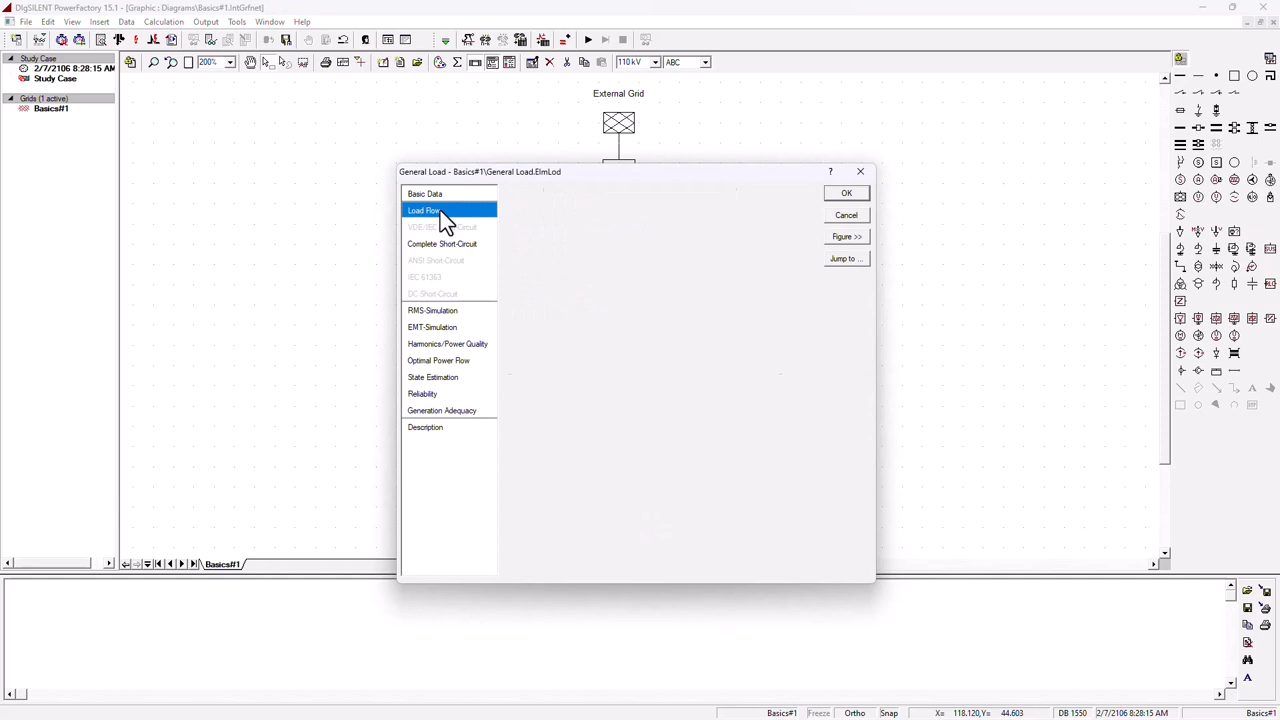 DIgSILENT PowerFactory 15.1 - [Graphic : Diagrams\Basics#1.IntGrfnet]
File Edit View Insert Data Calculation Output Tools Window Help
Study Case
2/7/2106 8:28:15 AM
Study Case
Grids (1 active)
Basics#1
200%
110 kV
ABC
External Grid
General Load - Basics#1\General Load.ElmLod
?
Basic Data
Load Flow
Complete Short-Circuit
ANSI Short-Circuit
IEC 61363
DC Short-Circuit
RMS-Simulation
EMT-Simulation
Harmonics/Power Quality
Optimal Power Flow
State Estimation
Reliability
Generation Adequacy
Description
OK
Cancel
Figure >>
Jump to ...
Basics#1
Basics#1
Freeze
Ortho
Snap
X= 118.120,Y= 44.603
DB 1550
2/7/2106 8:28:15 AM
Basics#1